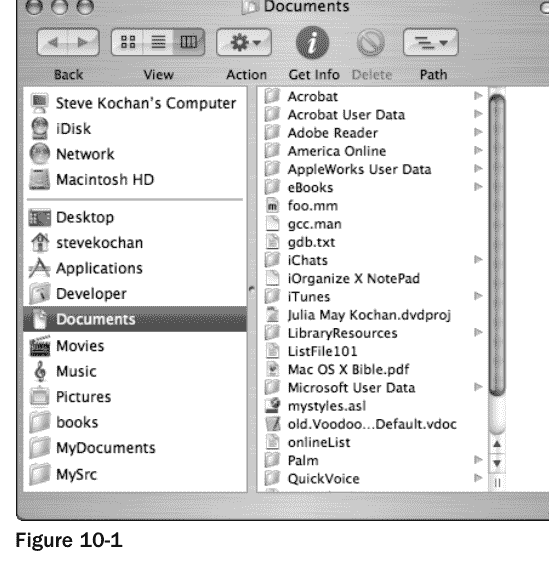 Documents
Back View Action Get Info Delete Path
Steve Kochan's Computer
iDisk
Network
Macintosh HD
Desktop
stevekochan
Applications
Developer
Documents
Movies
Music
Pictures
books
MyDocuments
MySrc
Acrobat
Acrobat User Data
Adobe Reader
America Online
AppleWorks User Data
eBooks
foo.mm
gcc.man
gdb.txt
iChats
iOrganize X NotePad
iTunes
Julia May Kochan.dvdproj
LibraryResources
ListFile101
Mac OS X Bible.pdf
Microsoft User Data
mystyles.asl
old.Voodoo...Default.vdoc
onlineList
Palm
QuickVoice
Figure 10-1